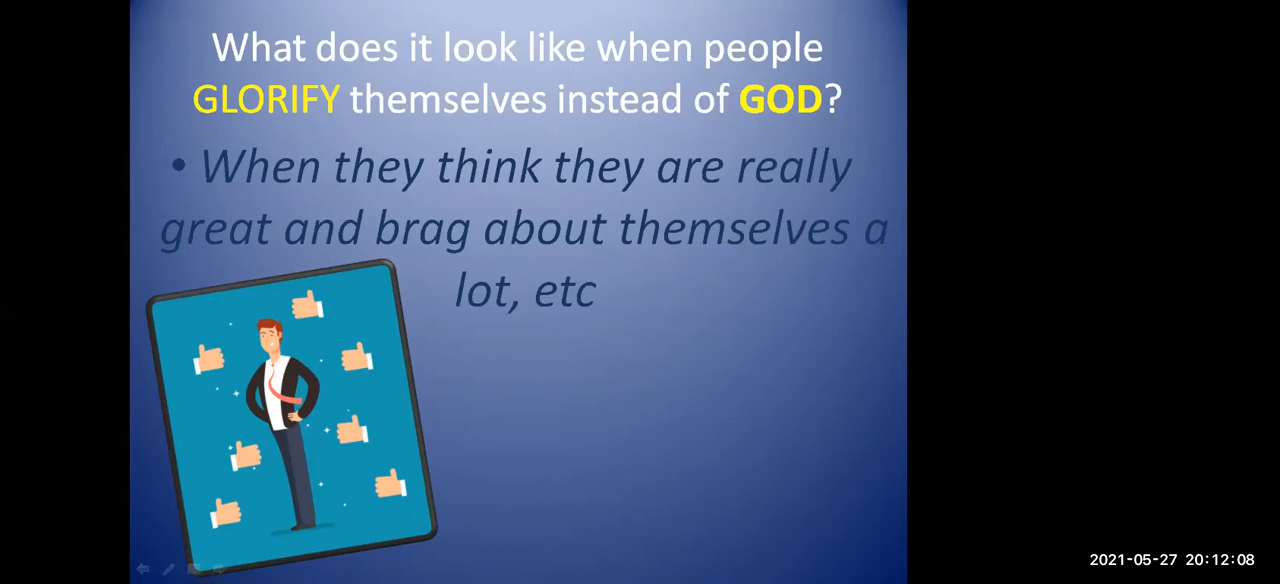 What does it look like when people
GLORIFY themselves instead of GOD?
• When they think they are really
great and brag about themselves a
lot, etc
2021-05-27 20:12:08